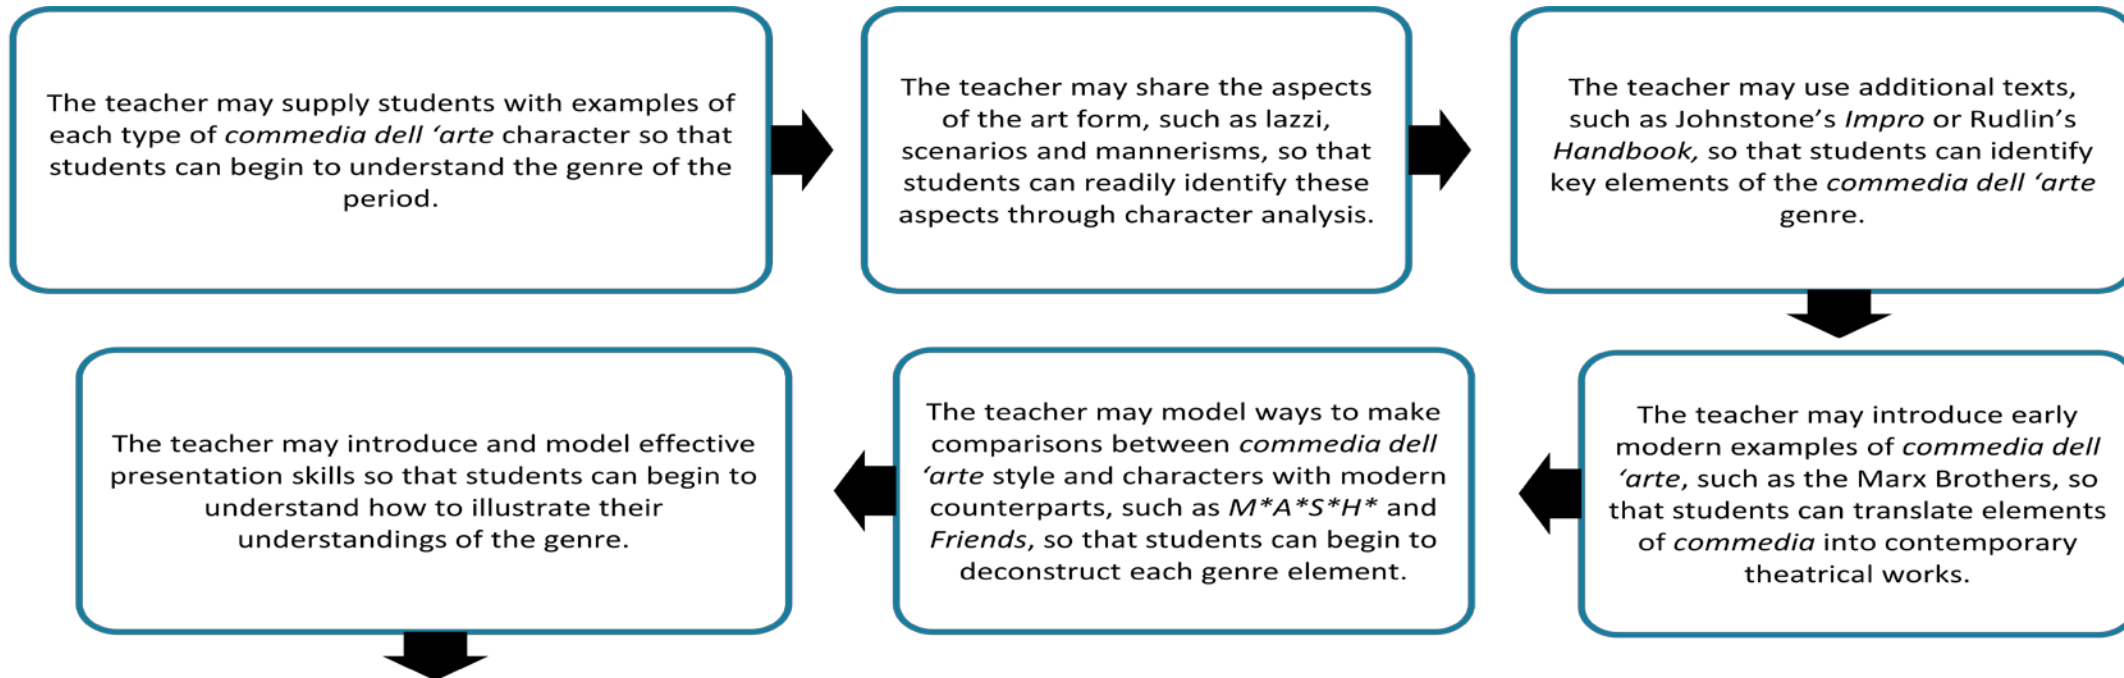 The teacher may supply students with examples of
each type of commedia dell ‘arte character so that
students can begin to understand the genre of the
period.
The teacher may share the aspects
of the art form, such as lazzi,
scenarios and mannerisms, so that
students can readily identify these
aspects through character analysis.
The teacher may use additional texts,
such as Johnstone’s Impro or Rudlin’s
Handbook, so that students can identify
key elements of the commedia dell ‘arte
genre.
The teacher may introduce early
modern examples of commedia dell
‘arte, such as the Marx Brothers, so
that students can translate elements
of commedia into contemporary
theatrical works.
The teacher may model ways to make
comparisons between commedia dell
‘arte style and characters with modern
counterparts, such as M*A*S*H* and
Friends, so that students can begin to
deconstruct each genre element.
The teacher may introduce and model effective
presentation skills so that students can begin to
understand how to illustrate their
understandings of the genre.